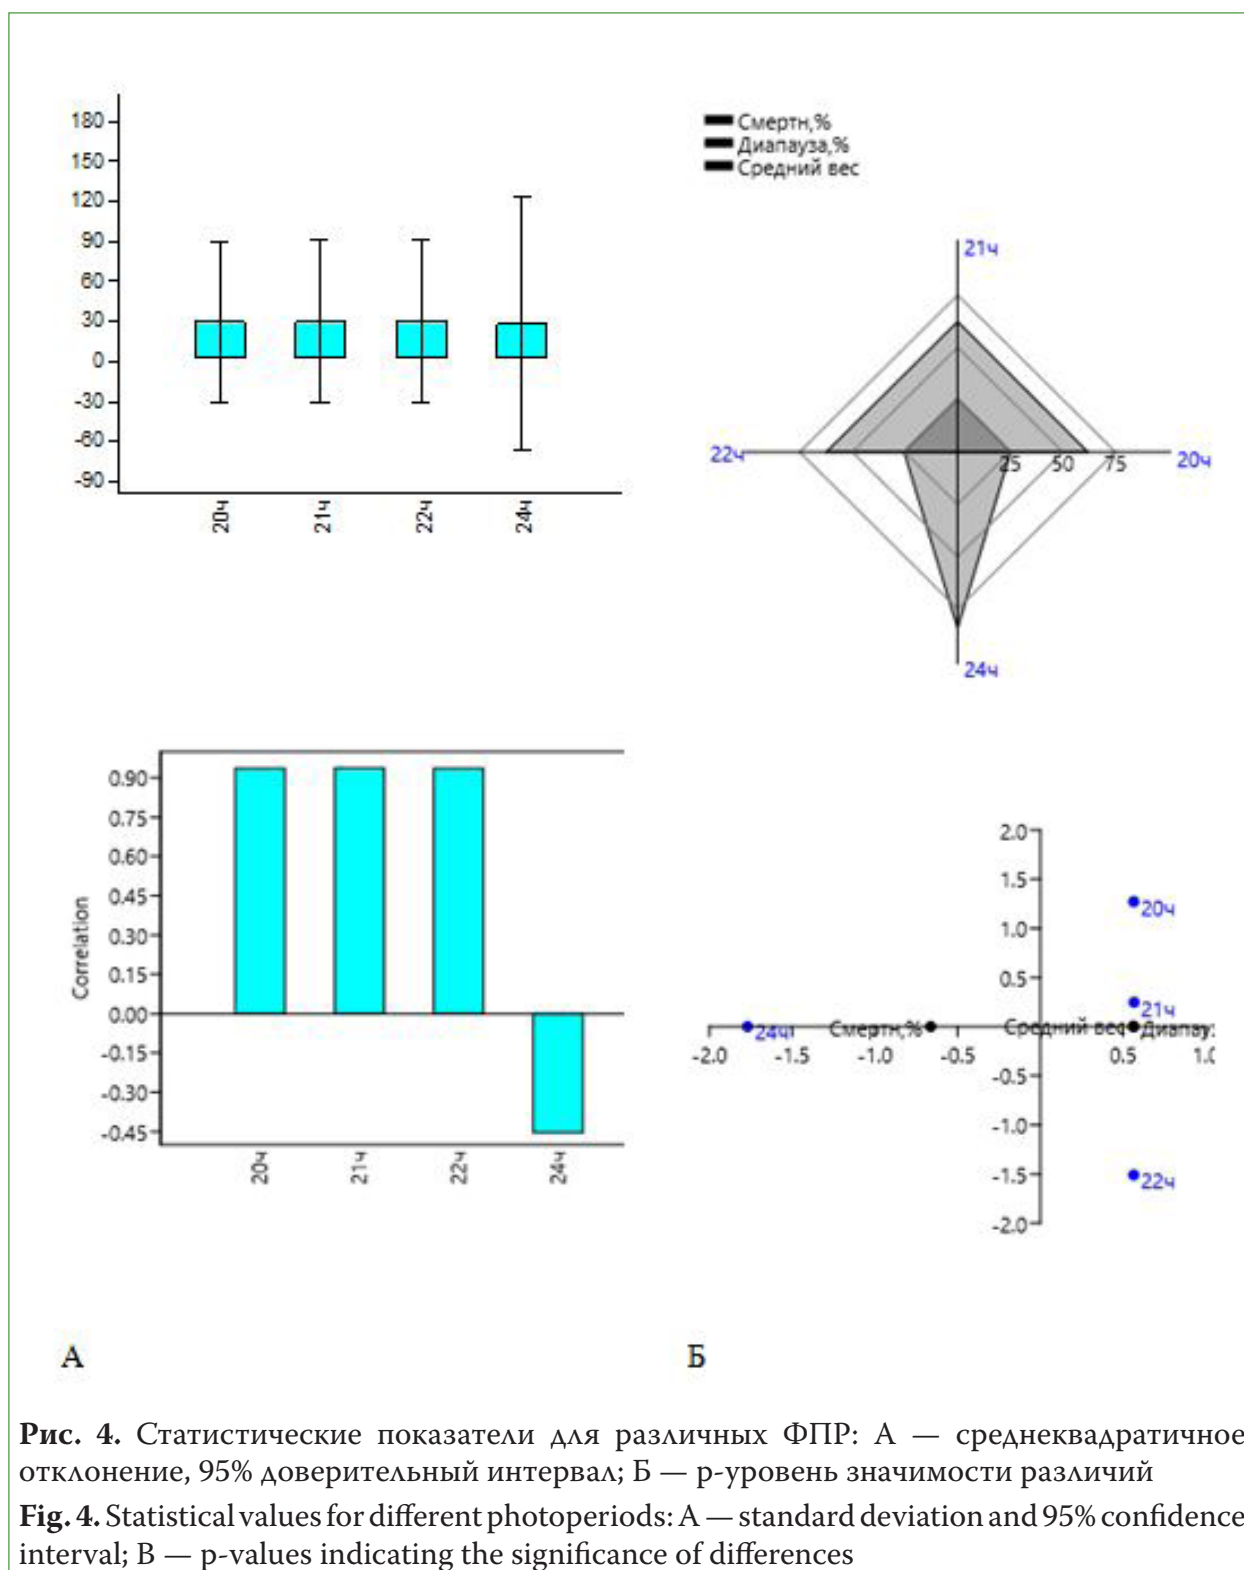 180
150
120
90
60
30
0
-30
-60
-90
20ч
21ч
22ч
24ч
Смертн,%
Диапауза,%
Средний вес
21ч
22ч
25
50
75
20ч
24ч
Correlation
0.90
0.75
0.60
0.45
0.30
0.15
0.00
-0.15
-0.30
-0.45
20ч
21ч
22ч
24ч
2.0
1.5
1.0
0.5
-0.5
-1.0
-1.5
-2.0
20ч
21ч
24ч
Смертн,%
Средний вес
Диапау
-2.0
-1.5
-1.0
-0.5
0.5
22ч
А
Б
Рис. 4. Статистические показатели для различных ФПР: А — среднеквадратичное
отклонение, 95% доверительный интервал; Б — р-уровень значимости различий
Fig. 4. Statistical values for different photoperiods: A — standard deviation and 95% confidence
interval; B — p-values indicating the significance of differences